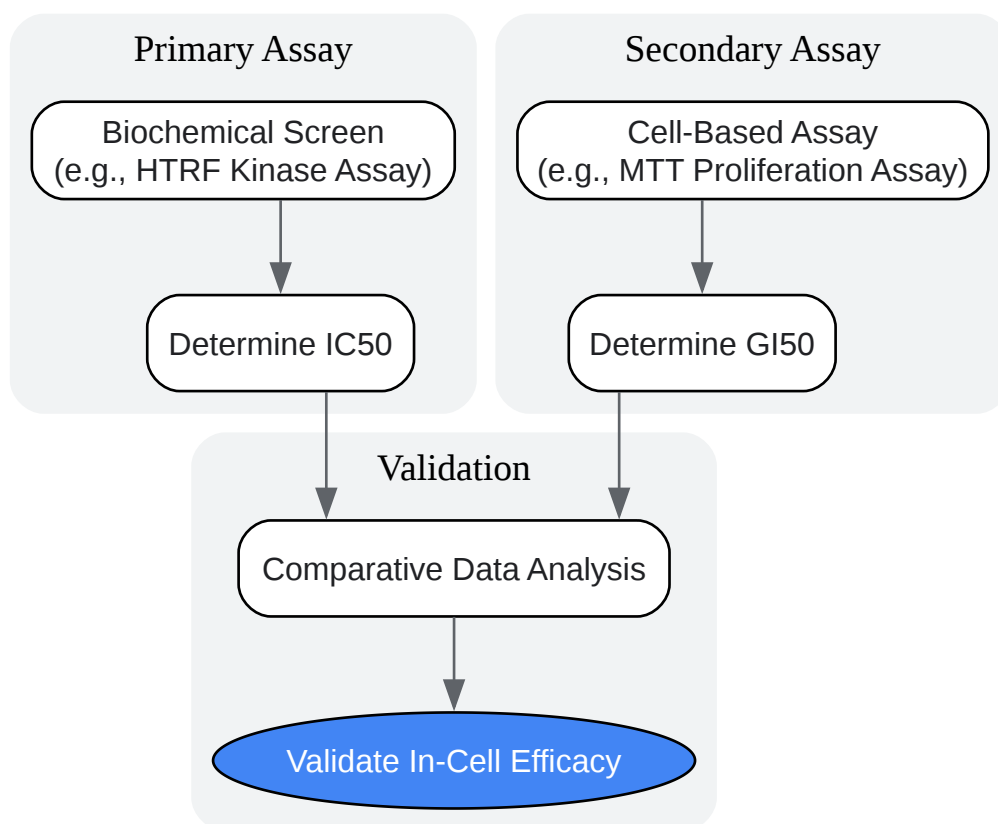 Primary Assay
Biochemical Screen
(e.g., HTRF Kinase Assay)
Determine IC50
Secondary Assay
Cell-Based Assay
(e.g., MTT Proliferation Assay)
Determine GI50
Validation
Comparative Data Analysis
Validate In-Cell Efficacy